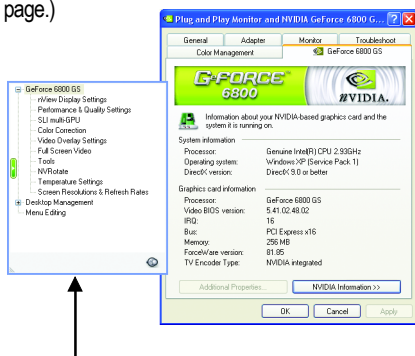 page.)
Plug and Play Monitor and NVIDIA GeForce 6800 G...
General Adapter Monitor Troubleshoot
Color Management GeForce 6800 GS
GEFORCE
6800
NVIDIA.
Information about your NVIDIA-based graphics card and the
system it is running on.
System information
Processor: Genuine Intel(R) CPU 2.93GHz
Operating system: Windows XP (Service Pack 1)
DirectX version: DirectX 9.0 or better
Graphics card information
Processor: GeForce 6800 GS
Video BIOS version: 5.41.02.48.02
IRQ: 16
Bus: PCI Express x16
Memory: 256 MB
ForceWare version: 81.85
TV Encoder Type: NVIDIA integrated
Additional Properties... NVIDIA Information >>
OK Cancel Apply
GeForce 6800 GS
nView Display Settings
Performance & Quality Settings
SLI multi-GPU
Color Correction
Video Overlay Settings
Full Screen Video
Tools
NVRotate
Temperature Settings
Screen Resolutions & Refresh Rates
Desktop Management
Menu Editing